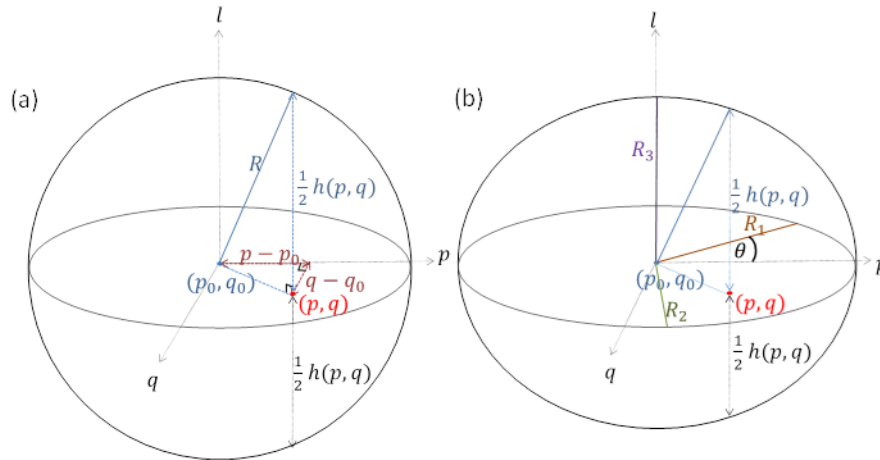 (a)
l
R
½ h(p, q)
p − p₀
p
(p₀, q₀)
q − q₀
(p, q)
½ h(p, q)
q
(b)
l
R₃
½ h(p, q)
R₁
θ
(p₀, q₀)
(p, q)
R₂
½ h(p, q)
q